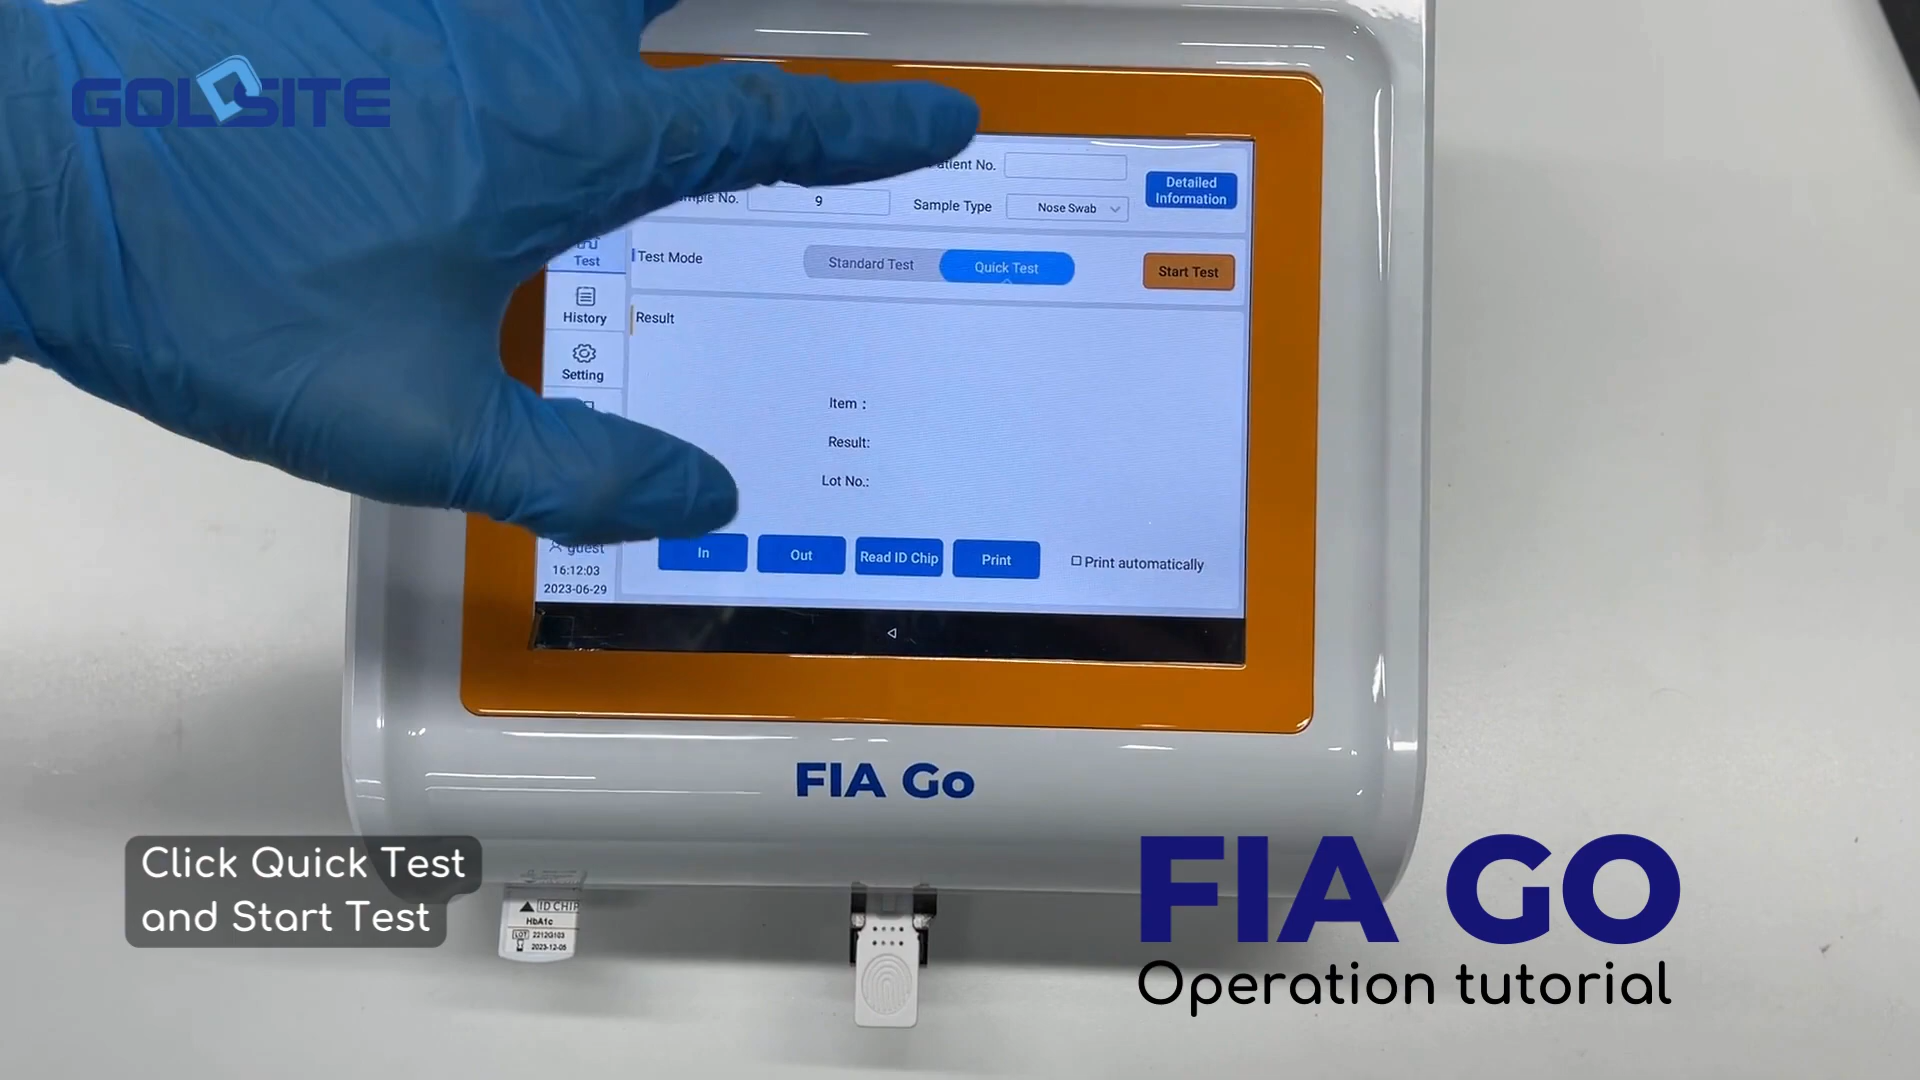 GOLDSITE
Patient No.
Detailed
Information
Sample No.
9
Sample Type
Nose Swab
Test
Test Mode
Standard Test
Quick Test
Start Test
History
Result
Setting
Item :
Result:
Lot No.:
guest
In
Out
Read ID Chip
Print
Print automatically
16:12:03
2023-06-29
FIA Go
Click Quick Test
and Start Test
ID CHIP
HbA1c
LOT 2212G103
2023-12-05
FIA GO
Operation tutorial